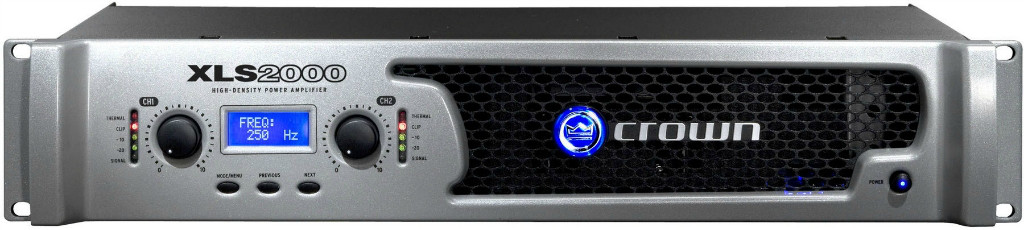 XLS2000
HIGH-DENSITY POWER AMPLIFIER
CH1
CH2
THERMAL
CLIP
-10
-20
SIGNAL
0
10
FREQ:
250 Hz
0
10
THERMAL
CLIP
-10
-20
SIGNAL
MODE/MENU
PREVIOUS
NEXT
crown
POWER